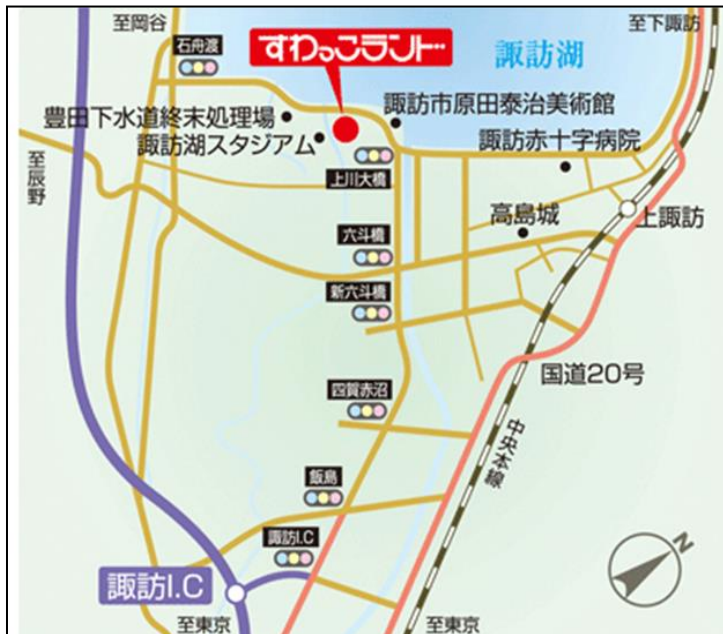 至岡谷
至下諏訪
石舟渡
すわっこランド
諏訪湖
諏訪市原田泰治美術館
豊田下水道終末処理場
諏訪湖スタジアム
諏訪赤十字病院
至辰野
上川大橋
高島城
上諏訪
六斗橋
新六斗橋
国道20号
四賀赤沼
中央本線
飯島
諏訪I.C
諏訪I.C
N
至東京
至東京